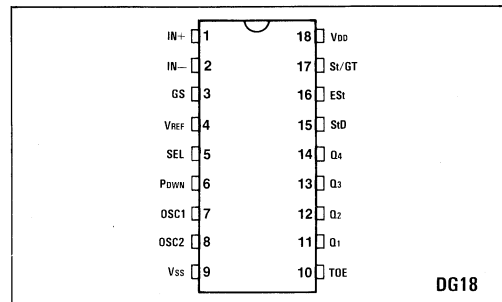 IN+ 1 18 VDD
IN— 2 17 St/GT
GS 3 16 ESt
VREF 4 15 StD
SEL 5 14 Q4
PDWN 6 13 Q3
OSC1 7 12 Q2
OSC2 8 11 Q1
VSS 9 10 TOE
DG18